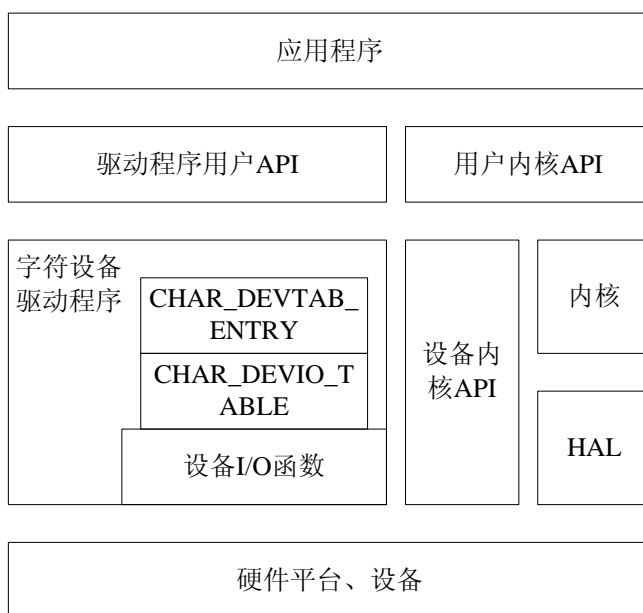 应用程序
驱动程序用户API
用户内核API
字符设备
驱动程序
CHAR_DEVTAB_
ENTRY
CHAR_DEVIO_T
ABLE
设备I/O函数
设备内
核API
内核
HAL
硬件平台、设备